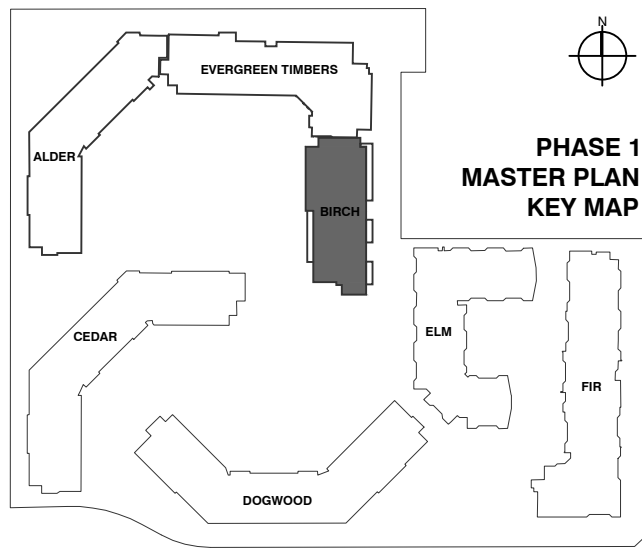 N
EVERGREEN TIMBERS
PHASE 1
MASTER PLAN
KEY MAP
ALDER
BIRCH
CEDAR
ELM
FIR
DOGWOOD